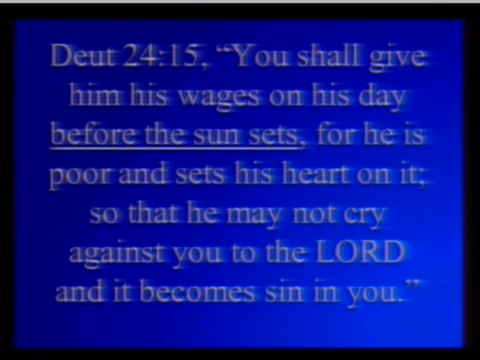 Deut 24:15, “You shall give
him his wages on his day
before the sun sets, for he is
poor and sets his heart on it;
so that he may not cry
against you to the LORD
and it becomes sin in you.”